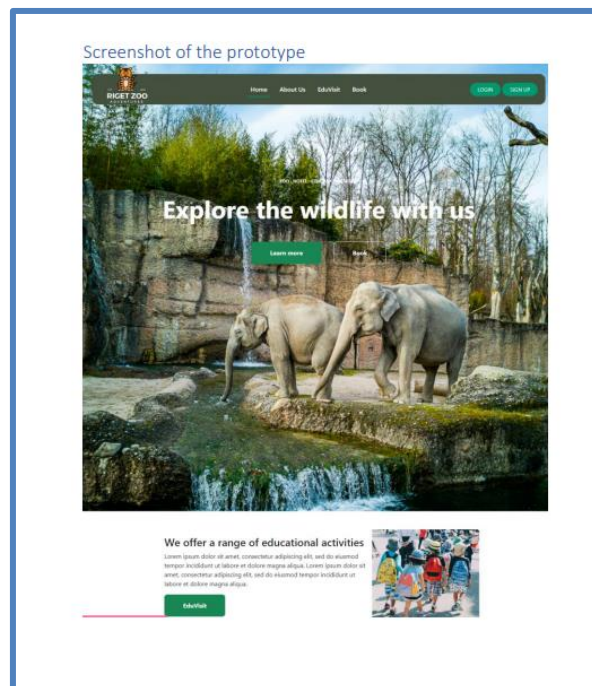 Screenshot of the prototype
RIGET ZOO
ADVENTURES
Home About Us EduVisit Book
LOGIN SIGN UP
Explore the wildlife with us
Learn more Book
We offer a range of educational activities
Lorem ipsum dolor sit amet, consectetur adipiscing elit, sed do eiusmod
tempor incididunt ut labore et dolore magna aliqua. Lorem ipsum dolor sit
amet, consectetur adipiscing elit, sed do eiusmod tempor incididunt ut
labore et dolore magna aliqua.
EduVisit